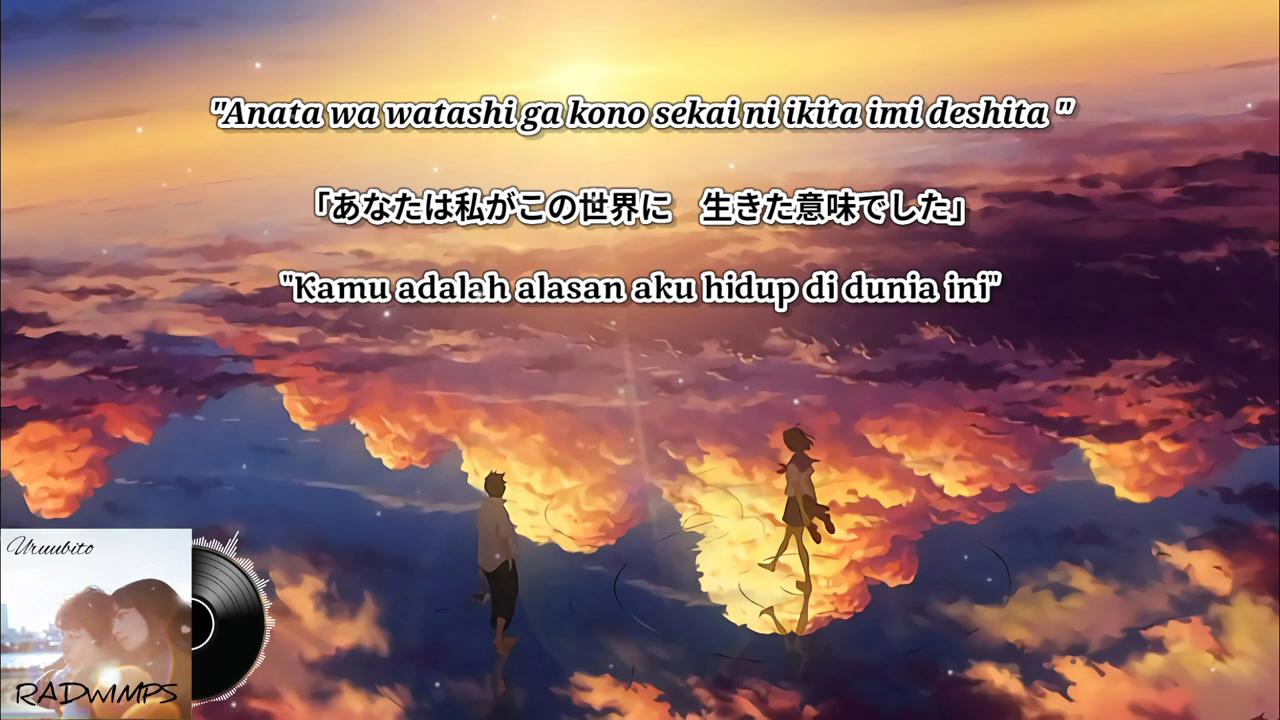 "Anata wa watashi ga kono sekai ni ikita imi deshita "
「あなたは私がこの世界に　生きた意味でした」
"Kamu adalah alasan aku hidup di dunia ini"
Uruubito
RADWIMPS